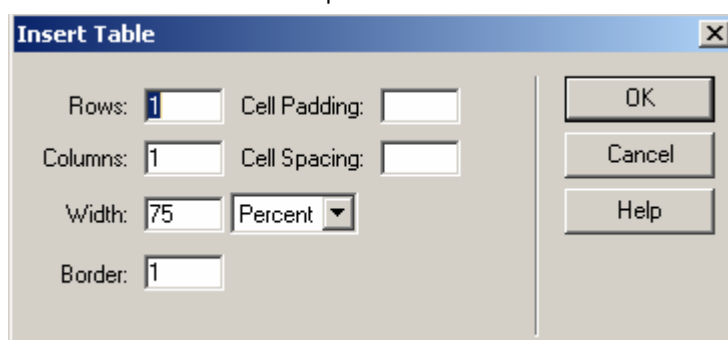 Insert Table
Rows: 1 Cell Padding: OK
Columns: 1 Cell Spacing: Cancel
Width: 75 Percent Help
Border: 1